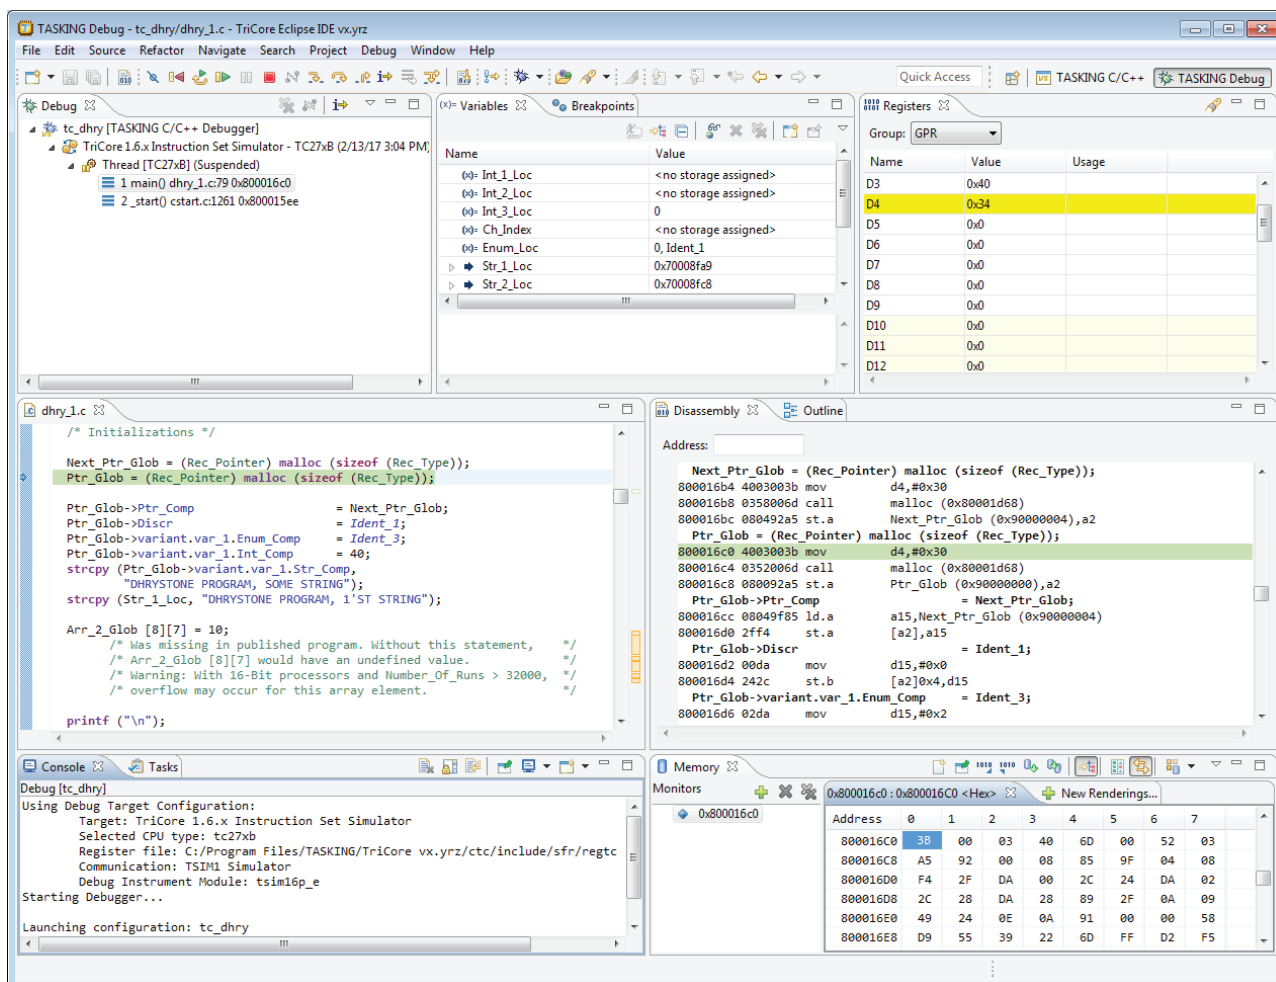 TASKING Debug - tc_dhry/dhry_1.c - TriCore Eclipse IDE vx.yrz
File Edit Source Refactor Navigate Search Project Debug Window Help
Quick Access TASKING C/C++ TASKING Debug
Debug
tc_dhry [TASKING C/C++ Debugger]
TriCore 1.6.x Instruction Set Simulator - TC27xB (2/13/17 3:04 PM)
Thread [TC27xB] (Suspended)
1 main() dhry_1.c:79 0x800016c0
2 _start() cstart.c:1261 0x800015ee
(x)= Variables Breakpoints
Name Value
(x)= Int_1_Loc <no storage assigned>
(x)= Int_2_Loc <no storage assigned>
(x)= Int_3_Loc 0
(x)= Ch_Index <no storage assigned>
(x)= Enum_Loc 0, Ident_1
Str_1_Loc 0x70008fa9
Str_2_Loc 0x70008fc8
1010 0101 Registers
Group: GPR
Name Value Usage
D3 0x40
D4 0x34
D5 0x0
D6 0x0
D7 0x0
D8 0x0
D9 0x0
D10 0x0
D11 0x0
D12 0x0
dhry_1.c
/* Initializations */
Next_Ptr_Glob = (Rec_Pointer) malloc (sizeof (Rec_Type));
Ptr_Glob = (Rec_Pointer) malloc (sizeof (Rec_Type));
Ptr_Glob->Ptr_Comp = Next_Ptr_Glob;
Ptr_Glob->Discr = Ident_1;
Ptr_Glob->variant.var_1.Enum_Comp = Ident_3;
Ptr_Glob->variant.var_1.Int_Comp = 40;
strcpy (Ptr_Glob->variant.var_1.Str_Comp,
"DHRYSTONE PROGRAM, SOME STRING");
strcpy (Str_1_Loc, "DHRYSTONE PROGRAM, 1'ST STRING");
Arr_2_Glob [8][7] = 10;
/* Was missing in published program. Without this statement, */
/* Arr_2_Glob [8][7] would have an undefined value. */
/* Warning: With 16-Bit processors and Number_Of_Runs > 32000, */
/* overflow may occur for this array element. */
printf ("\n");
Disassembly Outline
Address:
Next_Ptr_Glob = (Rec_Pointer) malloc (sizeof (Rec_Type));
800016b4 4003003b mov d4,#0x30
800016b8 0358006d call malloc (0x80001d68)
800016bc 080492a5 st.a Next_Ptr_Glob (0x90000004),a2
Ptr_Glob = (Rec_Pointer) malloc (sizeof (Rec_Type));
800016c0 4003003b mov d4,#0x30
800016c4 0352006d call malloc (0x80001d68)
800016c8 080092a5 st.a Ptr_Glob (0x90000000),a2
Ptr_Glob->Ptr_Comp = Next_Ptr_Glob;
800016cc 08049f85 ld.a a15,Next_Ptr_Glob (0x90000004)
800016d0 2ff4 st.a [a2],a15
Ptr_Glob->Discr = Ident_1;
800016d2 00da mov d15,#0x0
800016d4 242c st.b [a2]0x4,d15
Ptr_Glob->variant.var_1.Enum_Comp = Ident_3;
800016d6 02da mov d15,#0x2
Console Tasks
Debug [tc_dhry]
Using Debug Target Configuration:
Target: TriCore 1.6.x Instruction Set Simulator
Selected CPU type: tc27xb
Register file: C:/Program Files/TASKING/TriCore vx.yrz/ctc/include/sfr/regtc
Communication: TSIM1 Simulator
Debug Instrument Module: tsim16p_e
Starting Debugger...
Launching configuration: tc_dhry
Memory
Monitors
0x800016c0
0x800016c0 : 0x800016C0 <Hex> New Renderings...
Address 0 1 2 3 4 5 6 7
800016C0 3B 00 03 40 6D 00 52 03
800016C8 A5 92 00 08 85 9F 04 08
800016D0 F4 2F DA 00 2C 24 DA 02
800016D8 2C 28 DA 28 89 2F 0A 09
800016E0 49 24 0E 0A 91 00 00 58
800016E8 D9 55 39 22 6D FF D2 F5